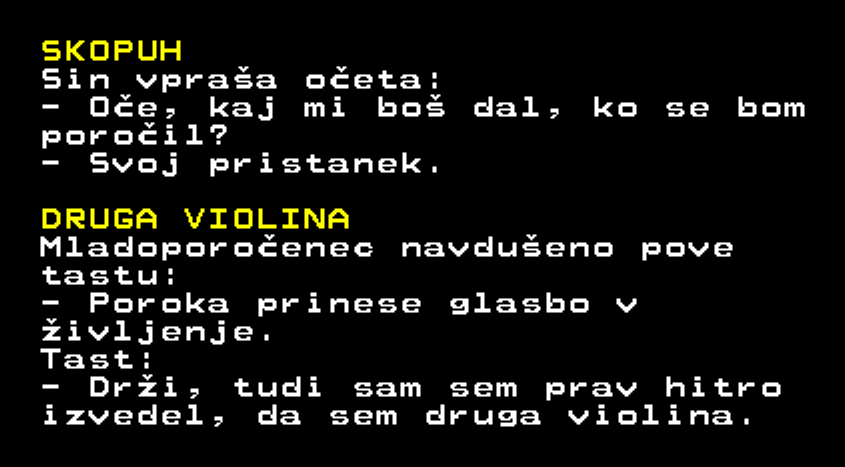 SKOPUH
Sin vpraša očeta:
- Oče, kaj mi boš dal, ko se bom
poročil?
- Svoj pristanek.
DRUGA VIOLINA
Mladoporočenec navdušeno pove
tastu:
- Poroka prinese glasbo v
življenje.
Tast:
- Drži, tudi sam sem prav hitro
izvedel, da sem druga violina.